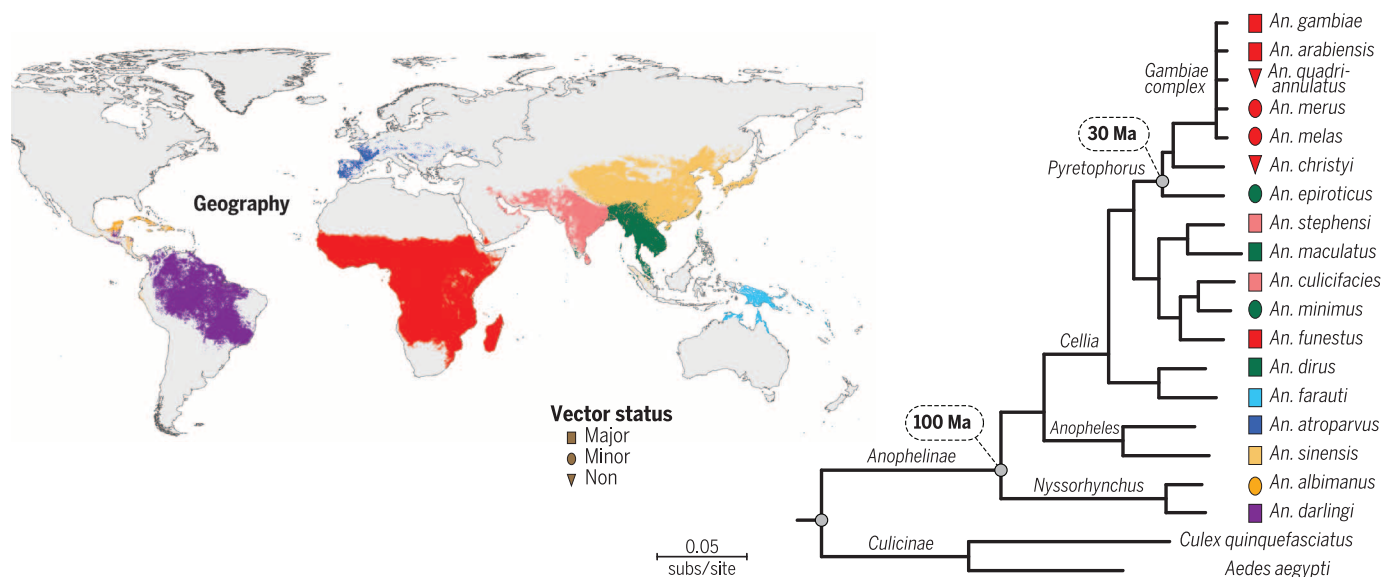 Geography
Vector status
Major
Minor
Non
0.05
subs/site
Gambiae
complex
30 Ma
Pyretophorus
Cellia
100 Ma
Anopheles
Anophelinae
Nyssorhynchus
Culicinae
An. gambiae
An. arabiensis
An. quadri-
annulatus
An. merus
An. melas
An. christyi
An. epiroticus
An. stephensi
An. maculatus
An. culicifacies
An. minimus
An. funestus
An. dirus
An. farauti
An. atroparvus
An. sinensis
An. albimanus
An. darlingi
Culex quinquefasciatus
Aedes aegypti